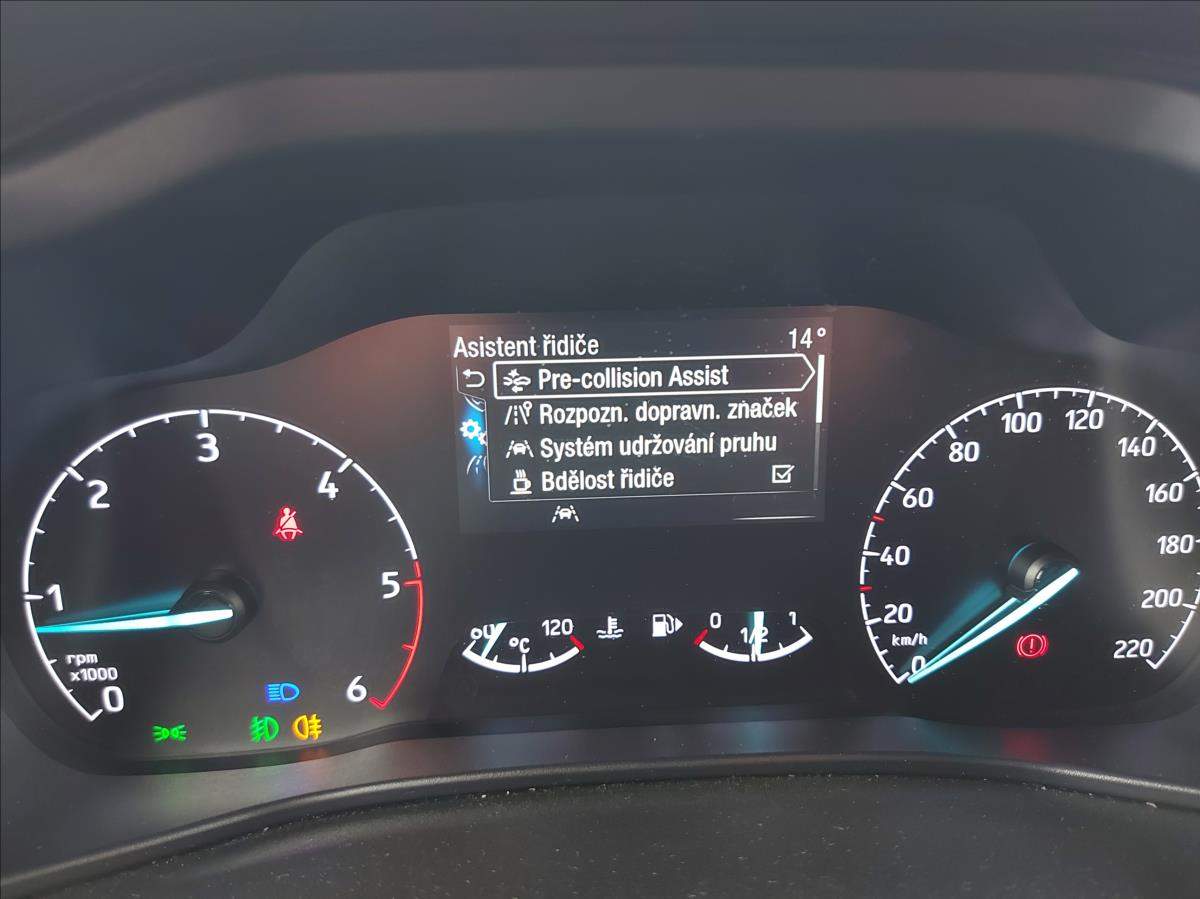 Asistent řidiče
14°
Pre-collision Assist
Rozpozn. dopravn. značek
Systém udržování pruhu
Bdělost řidiče
0
1
2
3
4
5
6
rpm
x1000
°C
120
0
1/2
1
0
20
40
60
80
100
120
140
160
180
200
220
km/h